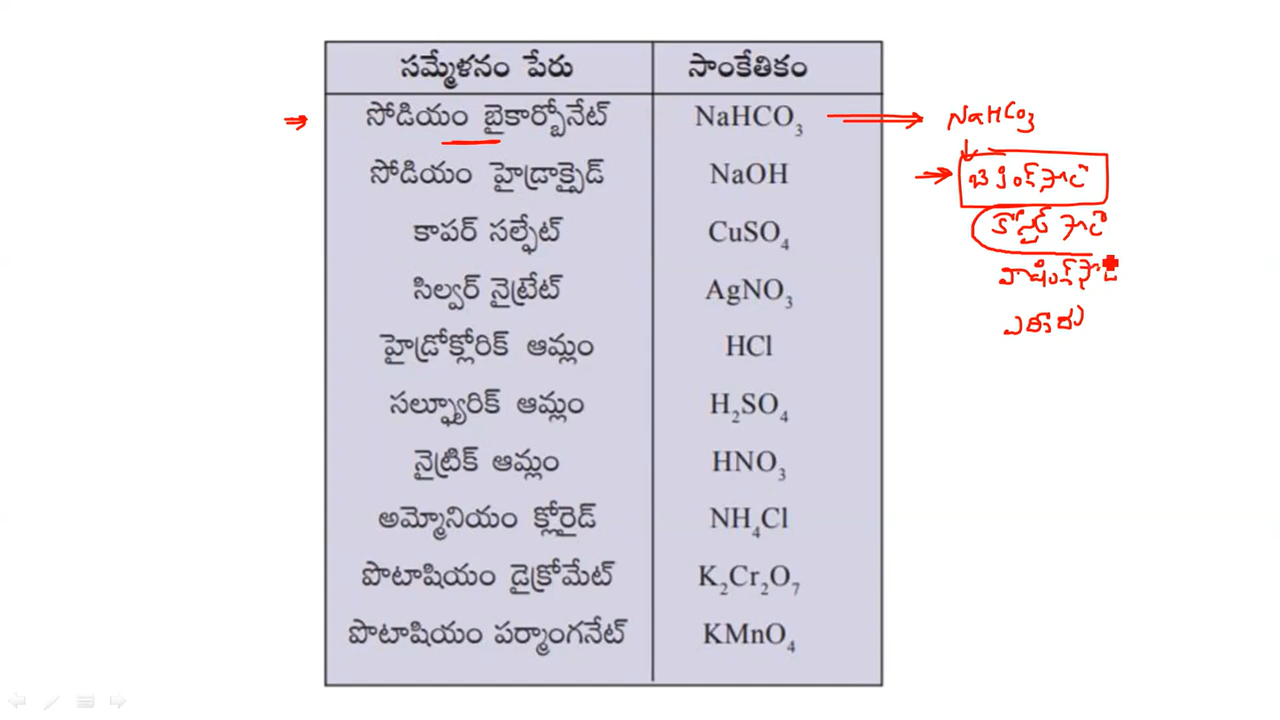 సమ్మేళనం పేరు సాంకేతికం
సోడియం బైకార్బోనేట్ NaHCO₃ NaHCO₃
సోడియం హైడ్రాక్సైడ్ NaOH
కాపర్ సల్ఫేట్ CuSO₄
సిల్వర్ నైట్రేట్ AgNO₃
హైడ్రోక్లోరిక్ ఆమ్లం HCl
సల్ఫ్యూరిక్ ఆమ్లం H₂SO₄
నైట్రిక్ ఆమ్లం HNO₃
అమ్మోనియం క్లోరైడ్ NH₄Cl
పొటాషియం డైక్రోమేట్ K₂Cr₂O₇
పొటాషియం పర్మాంగనేట్ KMnO₄